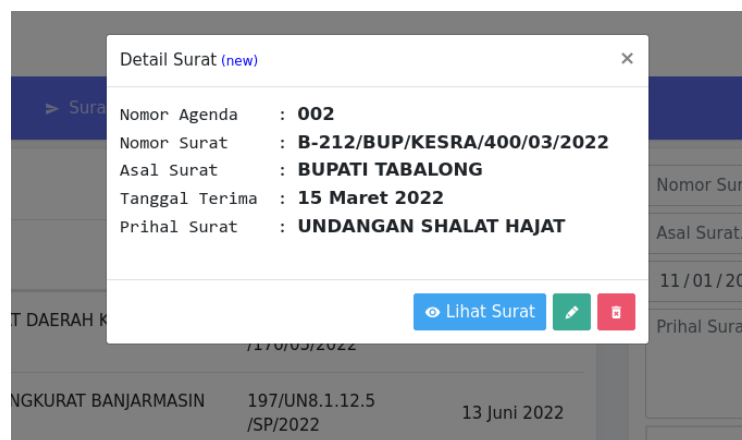 Detail Surat (new) ×
Sura
Nomor Agenda : 002
Nomor Surat : B-212/BUP/KESRA/400/03/2022
Asal Surat : BUPATI TABALONG
Tanggal Terima : 15 Maret 2022
Prihal Surat : UNDANGAN SHALAT HAJAT
Nomor Sur
Asal Surat.
11/01/20
Lihat Surat
T DAERAH K
Prihal Sura
/170/05/2022
NGKURAT BANJARMASIN
197/UN8.1.12.5
/SP/2022
13 Juni 2022